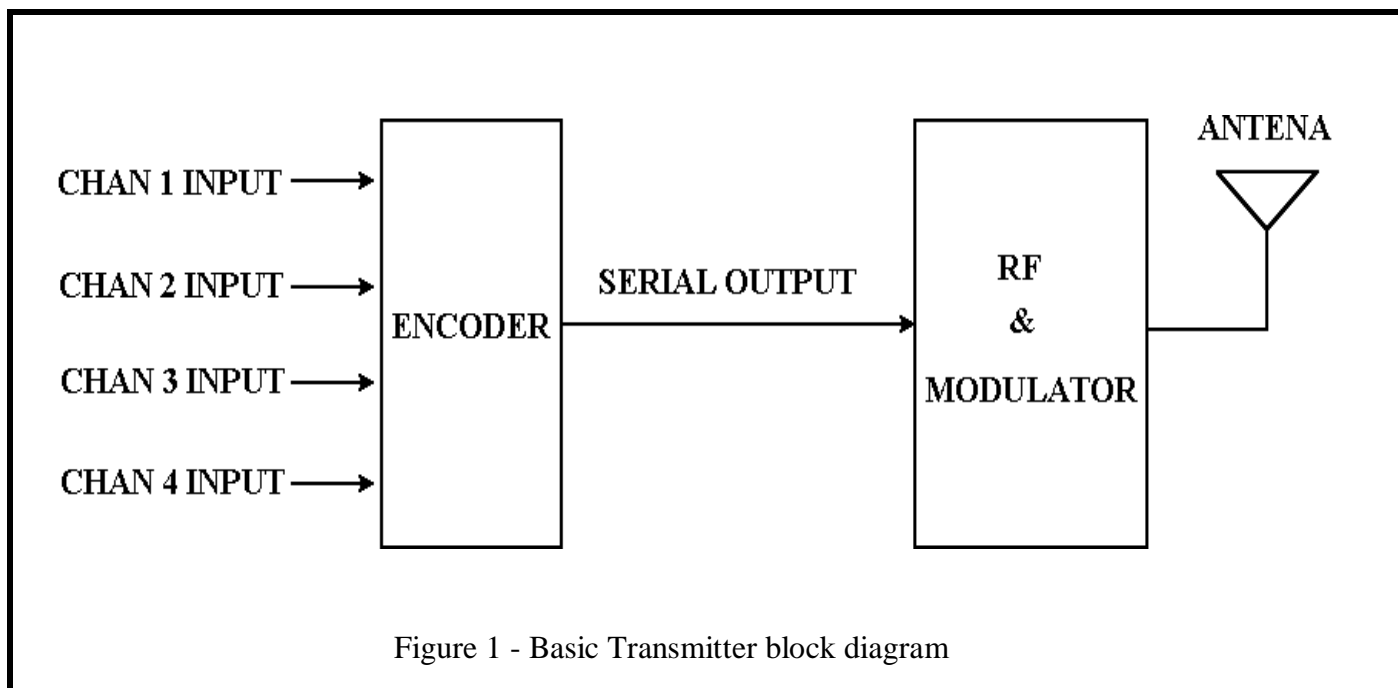 ANTENA
CHAN 1 INPUT
CHAN 2 INPUT
CHAN 3 INPUT
CHAN 4 INPUT
ENCODER
SERIAL OUTPUT
RF
&
MODULATOR
Figure 1 - Basic Transmitter block diagram